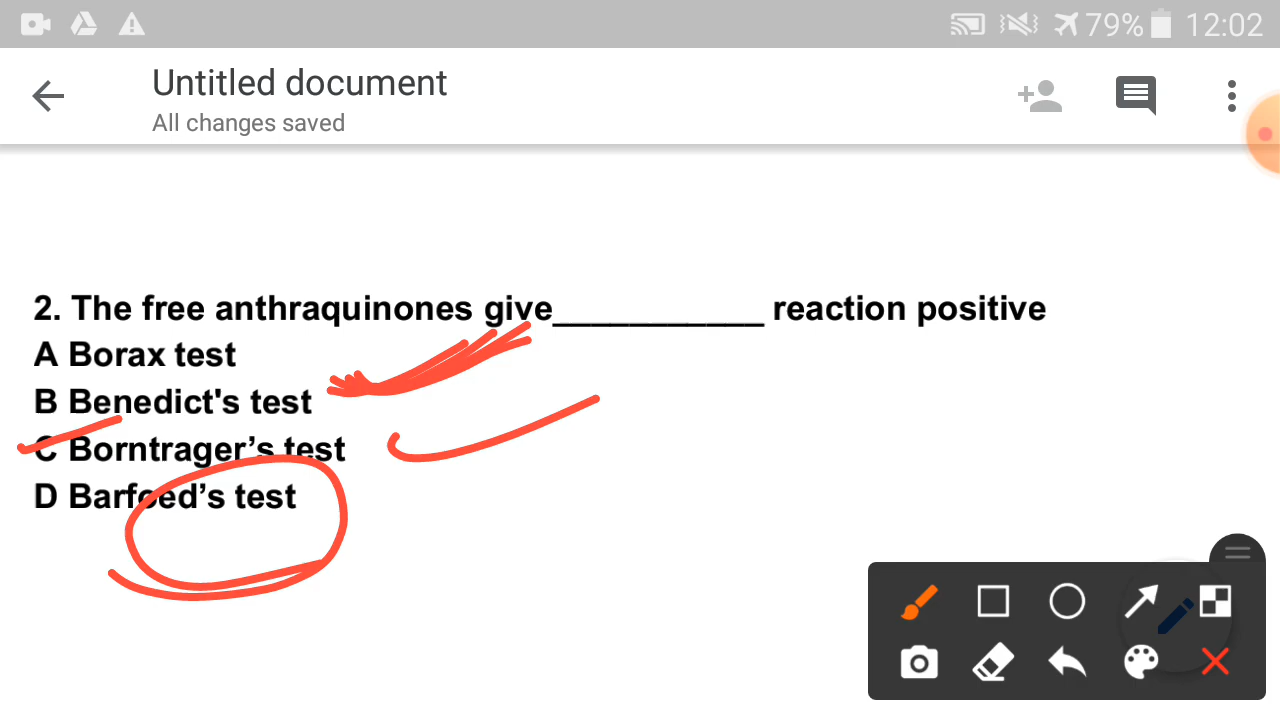 79% 12:02
Untitled document
All changes saved
2. The free anthraquinones give___________ reaction positive
A Borax test
B Benedict's test
C Borntrager’s test
D Barfoed’s test